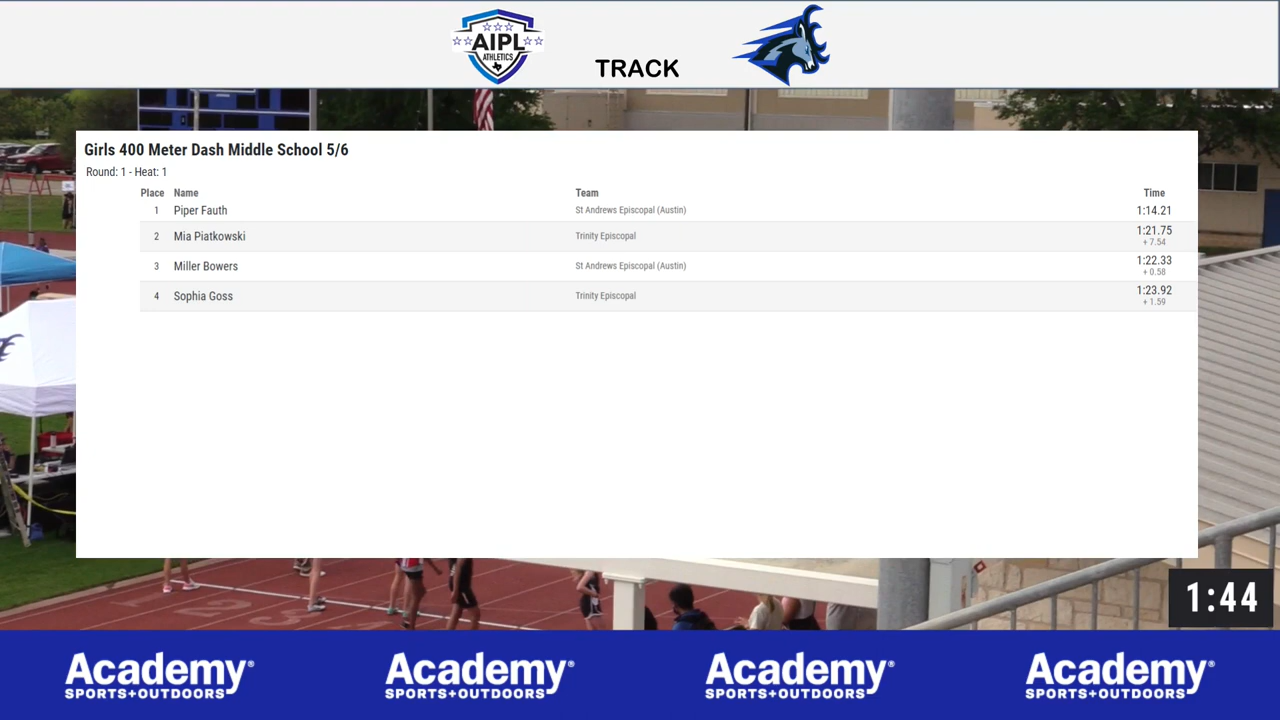 AIPL
ATHLETICS
TRACK
Girls 400 Meter Dash Middle School 5/6
Round: 1 - Heat: 1
Place Name Team Time
1 Piper Fauth St Andrews Episcopal (Austin) 1:14.21
2 Mia Piatkowski Trinity Episcopal 1:21.75
+ 7.54
3 Miller Bowers St Andrews Episcopal (Austin) 1:22.33
+ 0.58
4 Sophia Goss Trinity Episcopal 1:23.92
+ 1.59
1 2 3
1:44
Academy® Academy® Academy® Academy®
SPORTS+OUTDOORS SPORTS+OUTDOORS SPORTS+OUTDOORS SPORTS+OUTDOORS